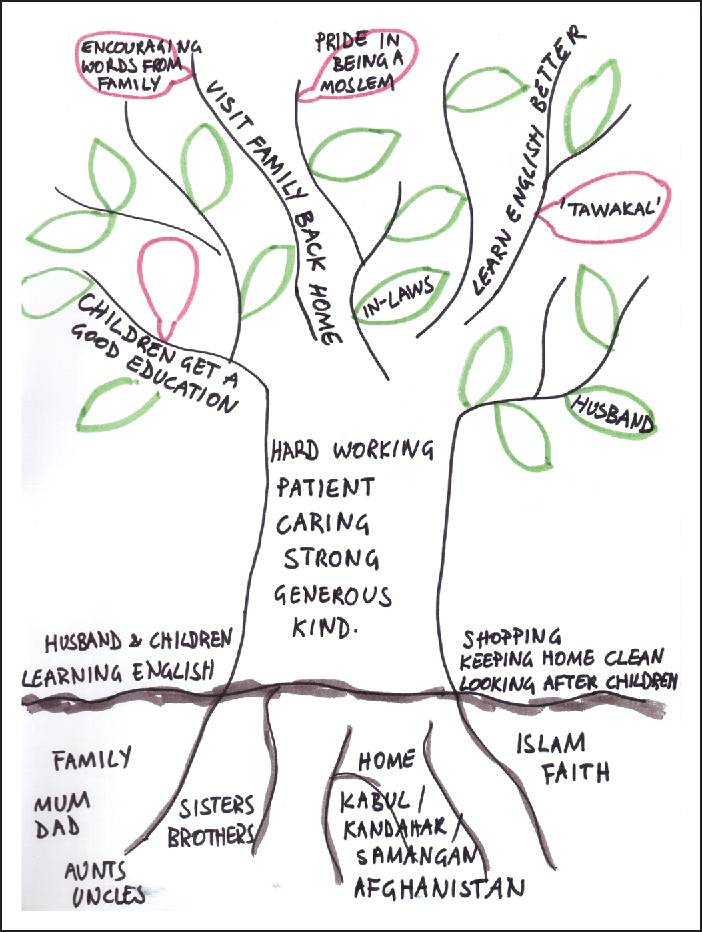 ENCOURAGING
WORDS FROM
FAMILY
PRIDE IN
BEING A
MOSLEM
VISIT FAMILY BACK HOME
LEARN ENGLISH BETTER
'TAWAKAL'
IN-LAWS
CHILDREN GET A
GOOD EDUCATION
HUSBAND
HARD WORKING
PATIENT
CARING
STRONG
GENEROUS
KIND.
HUSBAND & CHILDREN
LEARNING ENGLISH
SHOPPING
KEEPING HOME CLEAN
LOOKING AFTER CHILDREN
FAMILY
MUM
DAD
AUNTS
UNCLES
SISTERS
BROTHERS
HOME
KABUL/
KANDAHAR/
SAMANGAN
AFGHANISTAN
ISLAM
FAITH